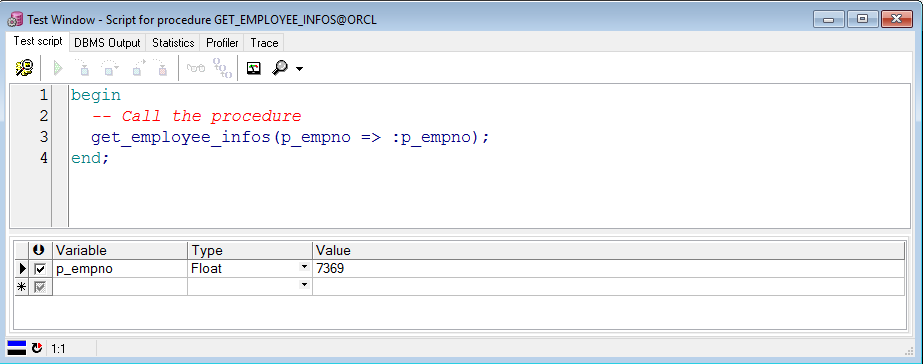 Test Window - Script for procedure GET_EMPLOYEE_INFOS@ORCL
Test script DBMS Output Statistics Profiler Trace
1 begin
2 -- Call the procedure
3 get_employee_infos(p_empno => :p_empno);
4 end;
Variable Type Value
p_empno Float 7369
1:1